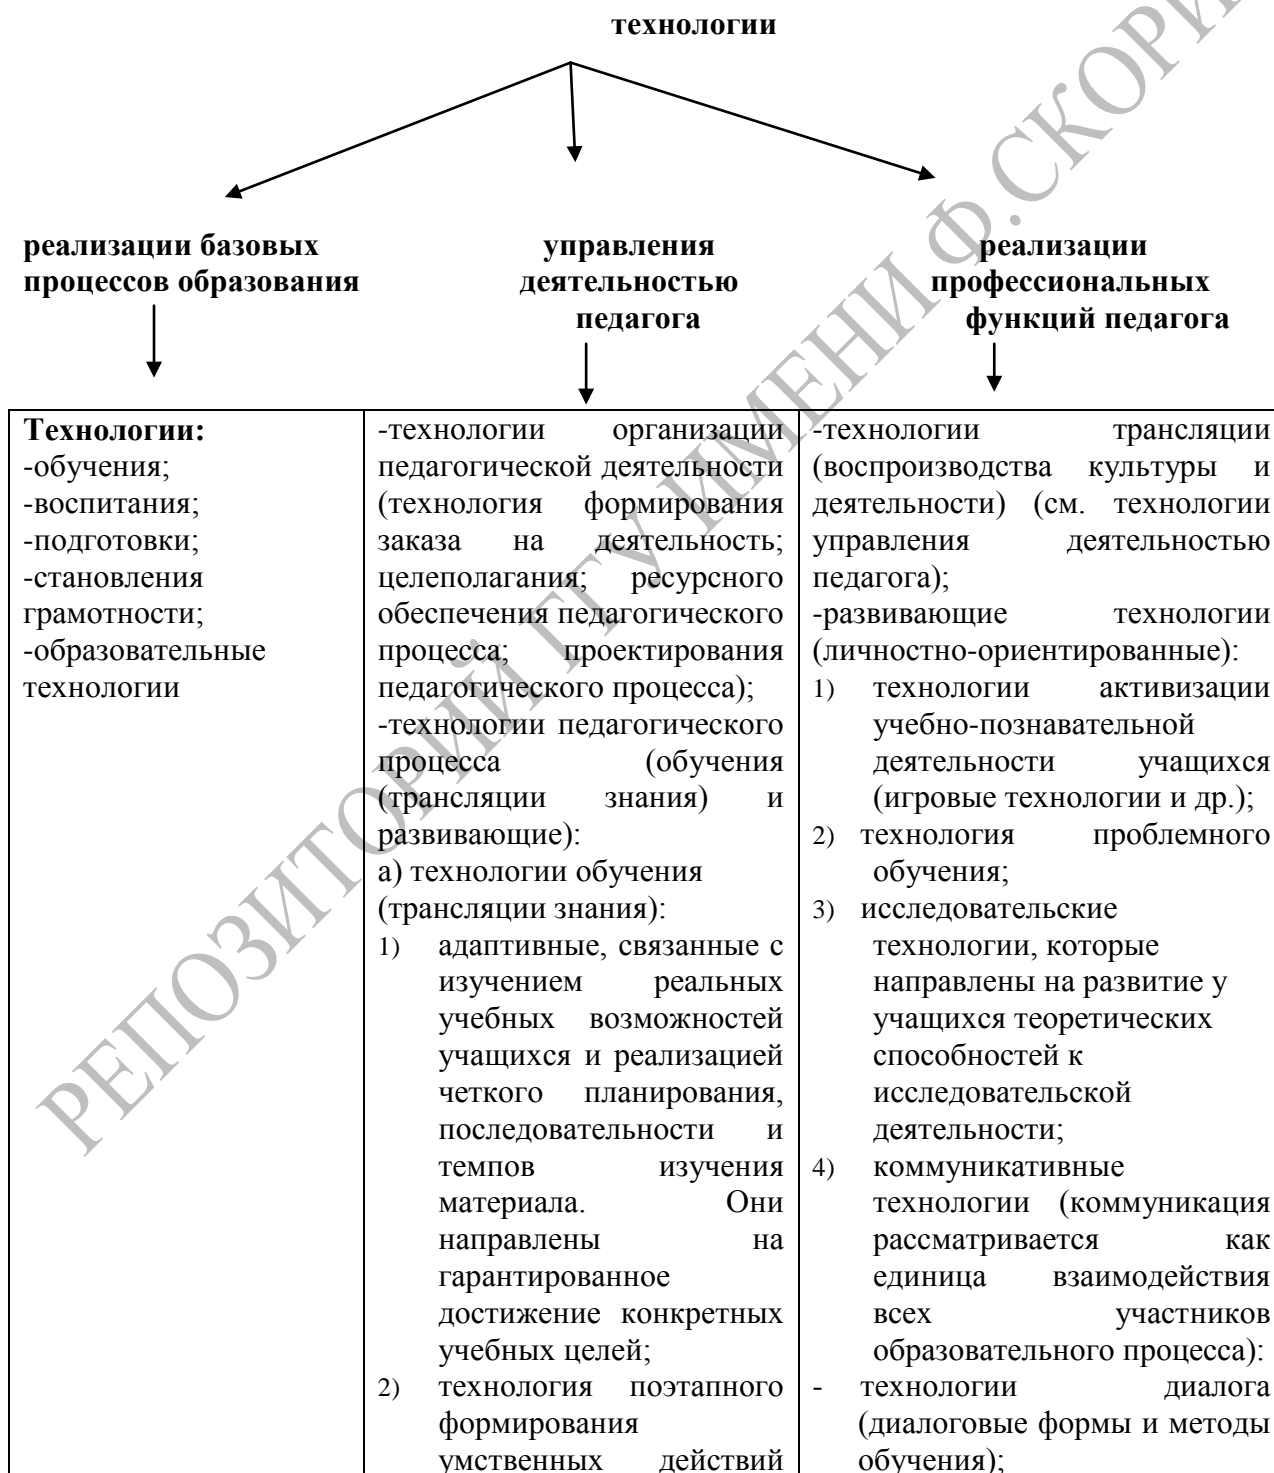 технологии
реализации базовых
процессов образования
управления
деятельностью
педагога
реализации
профессиональных
функций педагога
Технологии:
-обучения;
-воспитания;
-подготовки;
-становления
грамотности;
-образовательные
технологии
-технологии организации
педагогической деятельности
(технология формирования
заказа на деятельность;
целеполагания; ресурсного
обеспечения педагогического
процесса; проектирования
педагогического процесса);
-технологии педагогического
процесса (обучения
(трансляции знания) и
развивающие):
а) технологии обучения
(трансляции знания):
1) адаптивные, связанные с
изучением реальных
учебных возможностей
учащихся и реализацией
четкого планирования,
последовательности и
темпов изучения
материала. Они
направлены на
гарантированное
достижение конкретных
учебных целей;
2) технология поэтапного
формирования
умственных действий
-технологии трансляции
(воспроизводства культуры и
деятельности) (см. технологии
управления деятельностью
педагога);
-развивающие технологии
(личностно-ориентированные):
1) технологии активизации
учебно-познавательной
деятельности учащихся
(игровые технологии и др.);
2) технология проблемного
обучения;
3) исследовательские
технологии, которые
направлены на развитие у
учащихся теоретических
способностей к
исследовательской
деятельности;
4) коммуникативные
технологии (коммуникация
рассматривается как
единица взаимодействия
всех участников
образовательного процесса):
- технологии диалога
(диалоговые формы и методы
обучения);
РЕПОЗИТОРИЙ ГГУ ИМЕНИ Ф.СКОРИ